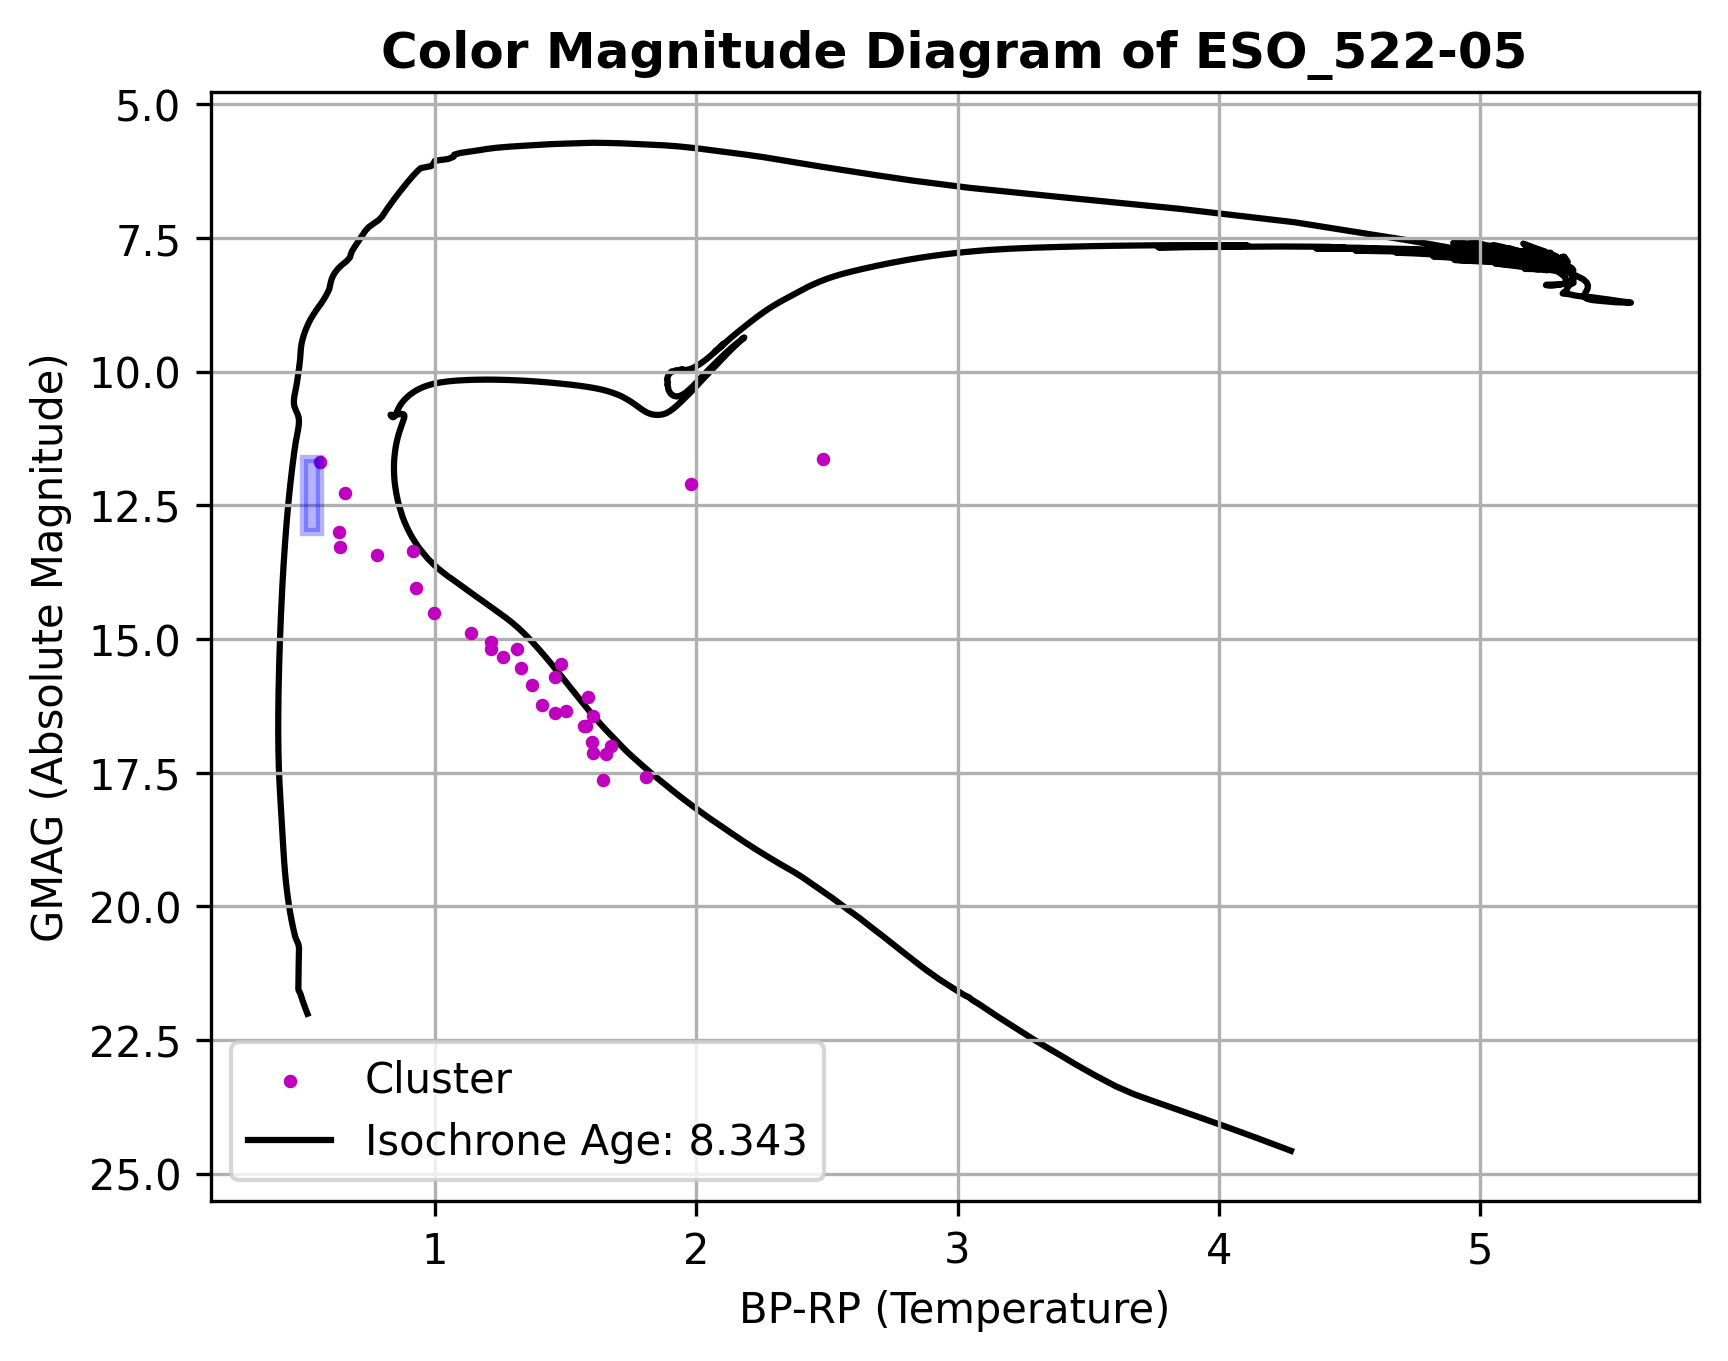 Color Magnitude Diagram of ESO_522-05
GMAG (Absolute Magnitude)
5.0
7.5
10.0
12.5
15.0
17.5
20.0
22.5
25.0
Cluster
Isochrone Age: 8.343
1 2 3 4 5
BP-RP (Temperature)